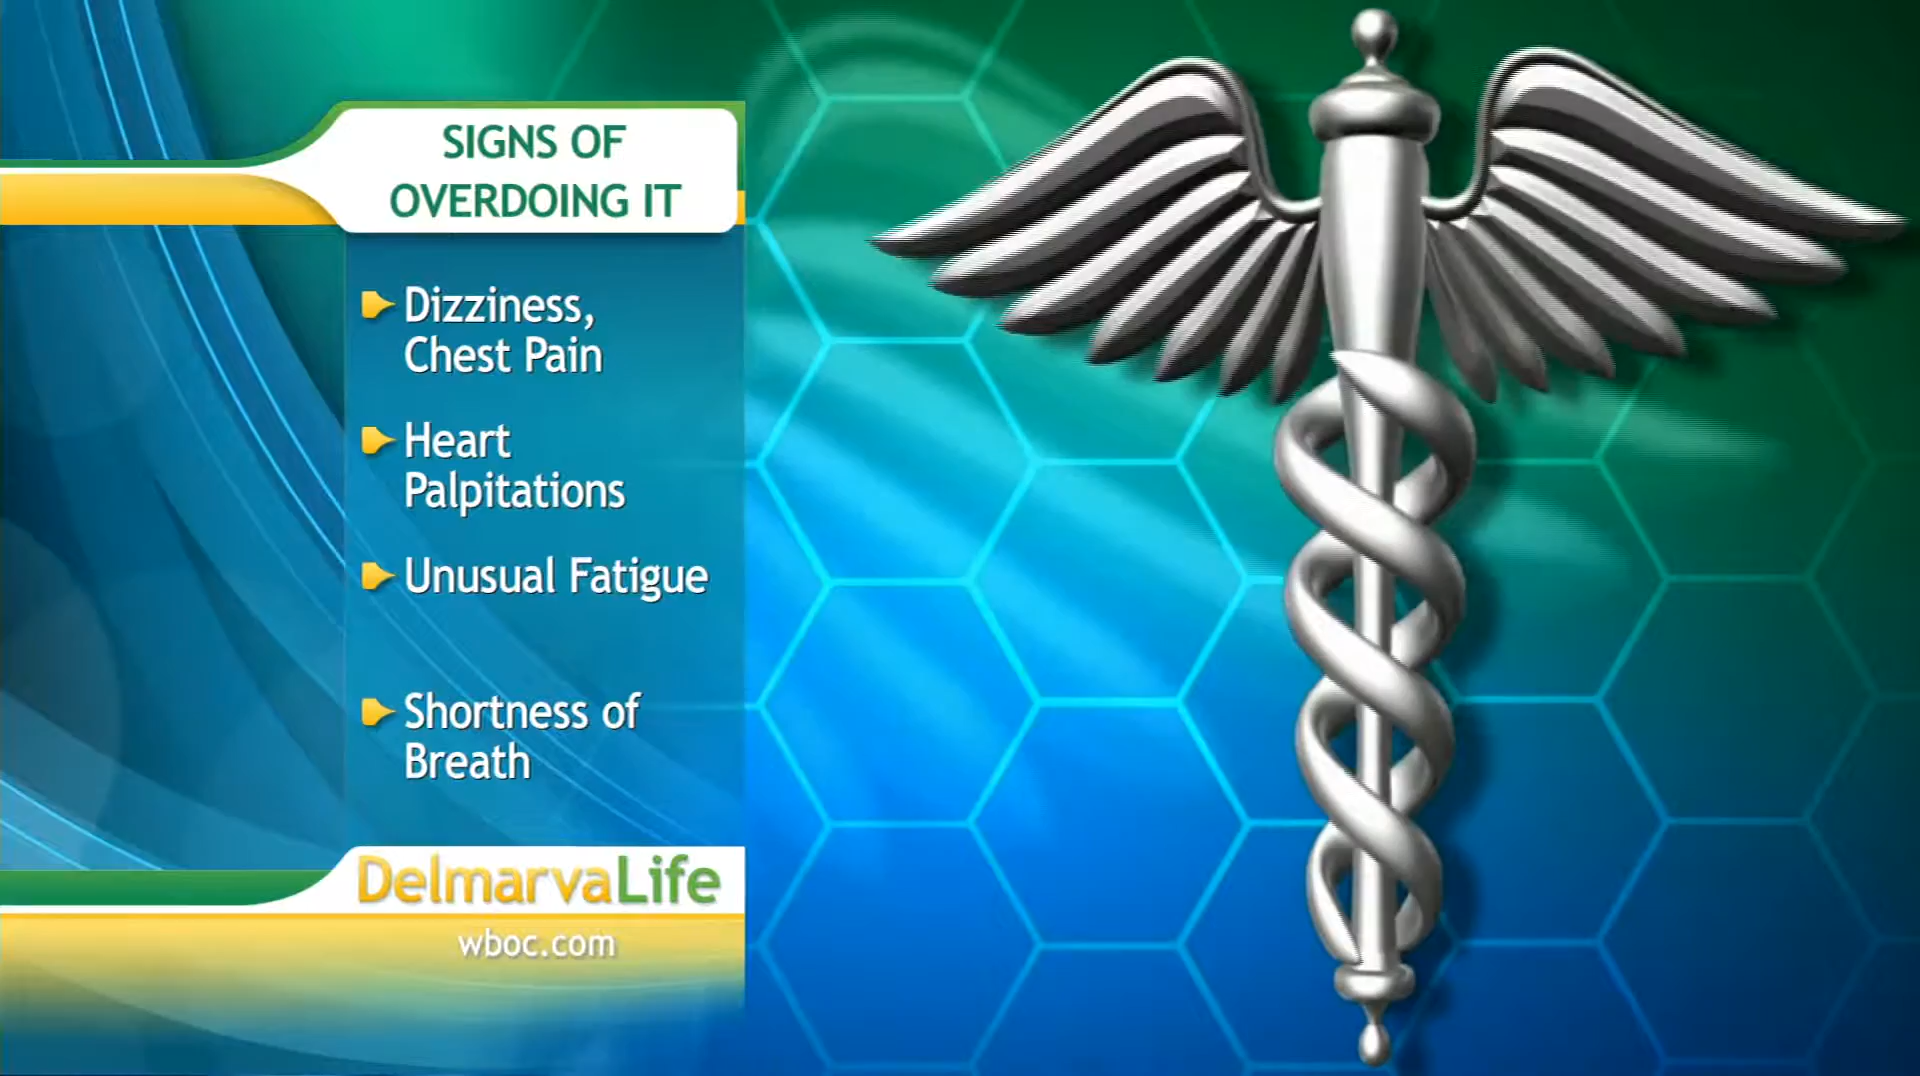 SIGNS OF
OVERDOING IT
Dizziness,
Chest Pain
Heart
Palpitations
Unusual Fatigue
Shortness of
Breath
DelmarvaLife
wboc.com